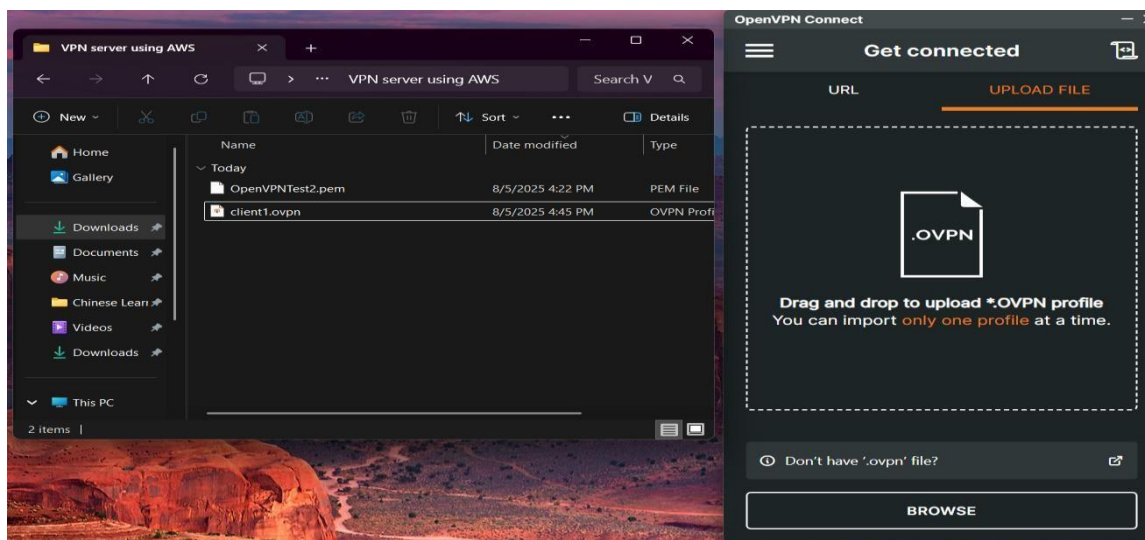 VPN server using AWS
VPN server using AWS
Search V
New
Sort
Details
Home
Gallery
Downloads
Documents
Music
Chinese Learn
Videos
Downloads
This PC
Name Date modified Type
Today
OpenVPNTest2.pem 8/5/2025 4:22 PM PEM File
client1.ovpn 8/5/2025 4:45 PM OVPN Profi
2 items
OpenVPN Connect
Get connected
URL UPLOAD FILE
.OVPN
Drag and drop to upload *.OVPN profile
You can import only one profile at a time.
Don't have '.ovpn' file?
BROWSE